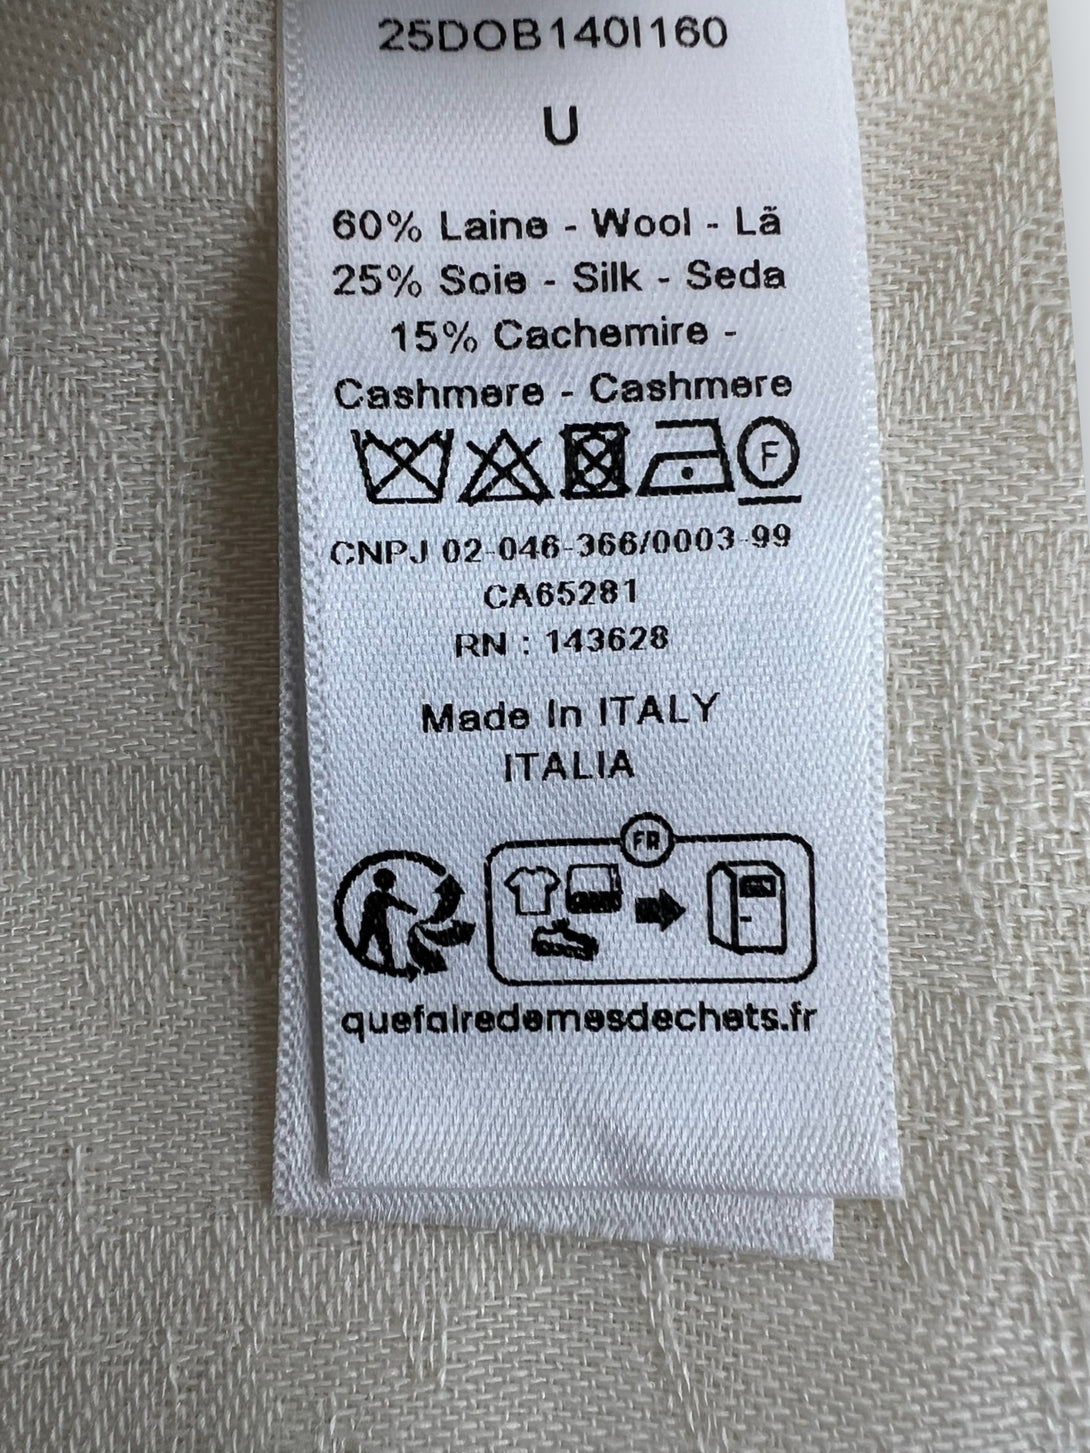 25DOB140I160
U
60% Laine - Wool - Lã
25% Soie - Silk - Seda
15% Cachemire -
Cashmere - Cashmere
F
CNPJ 02-046-366/0003-99
CA65281
RN : 143628
Made In ITALY
ITALIA
FR
quefairedemesdechets.fr